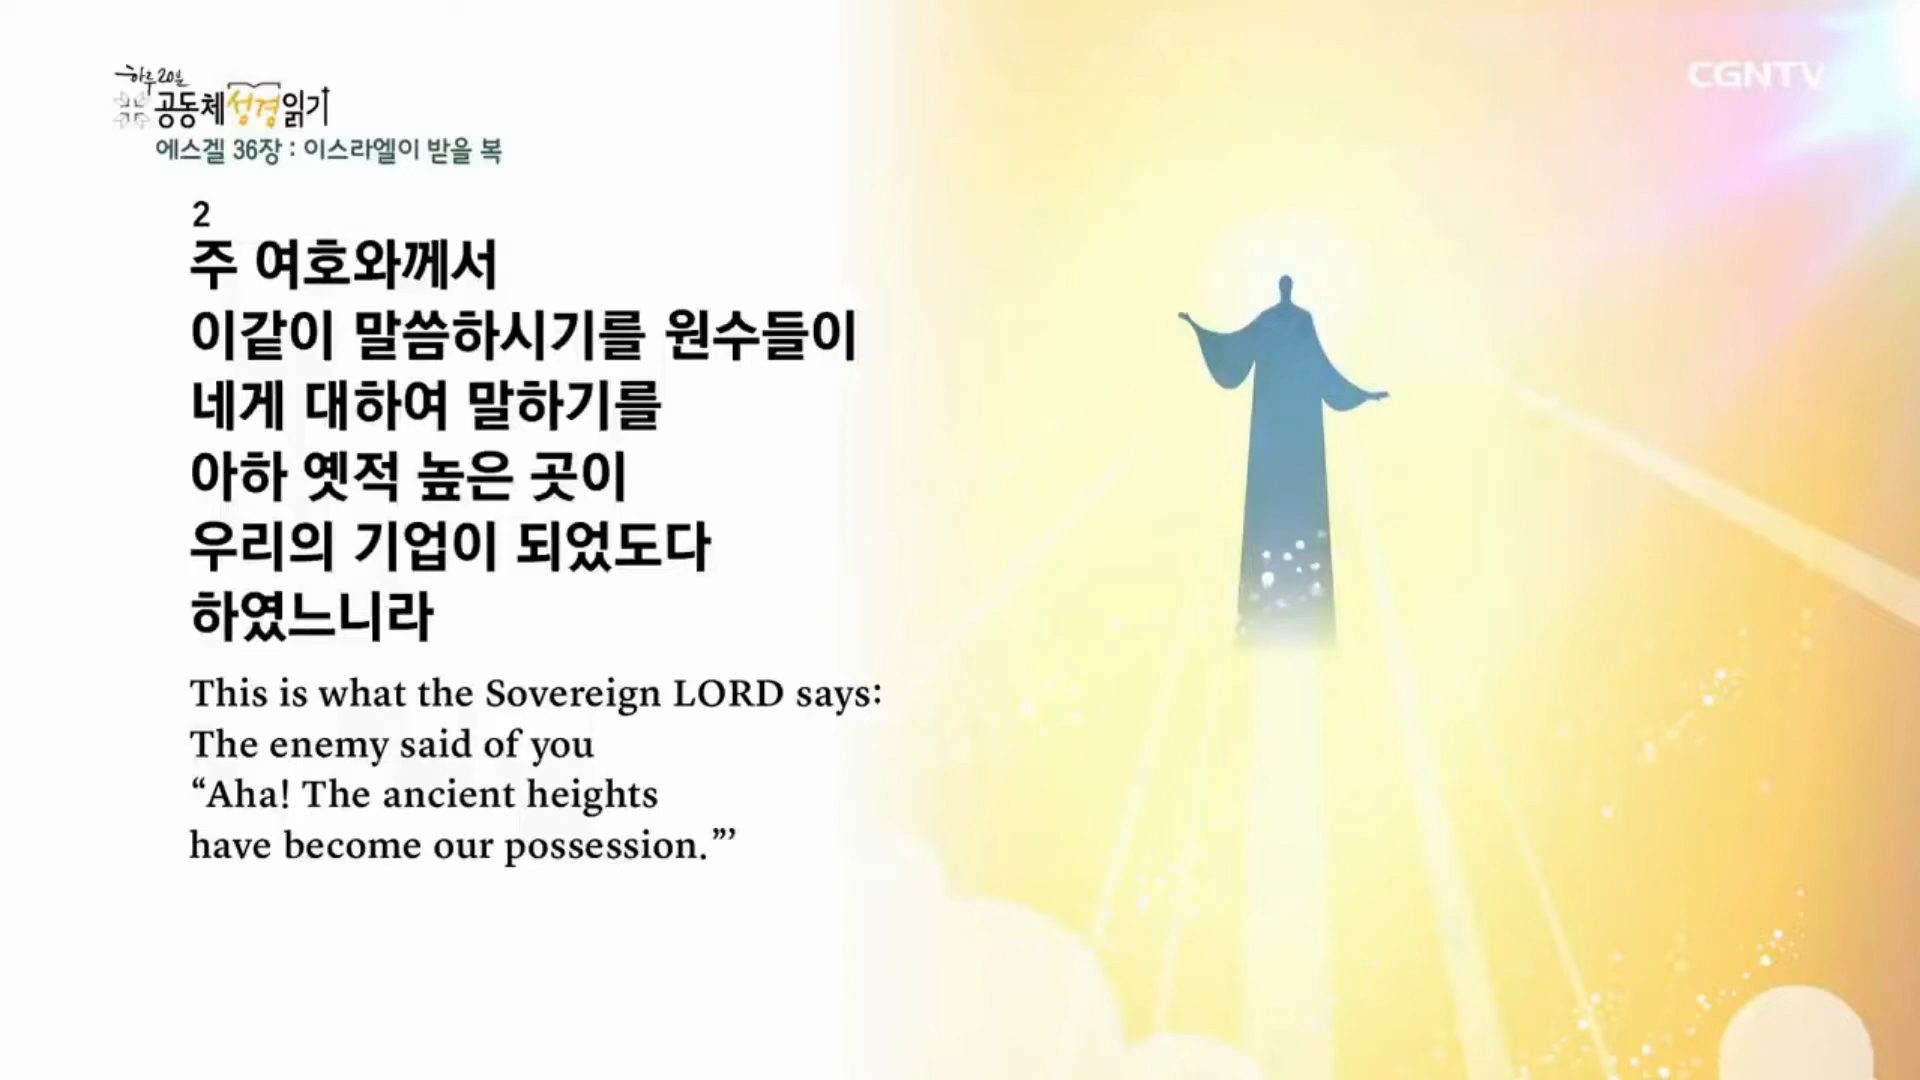 하루 20분
공동체성경읽기
CGNTV
에스겔 36장 : 이스라엘이 받을 복
2
주 여호와께서
이같이 말씀하시기를 원수들이
네게 대하여 말하기를
아하 옛적 높은 곳이
우리의 기업이 되었도다
하였느니라
This is what the Sovereign LORD says:
The enemy said of you
“Aha! The ancient heights
have become our possession.”’